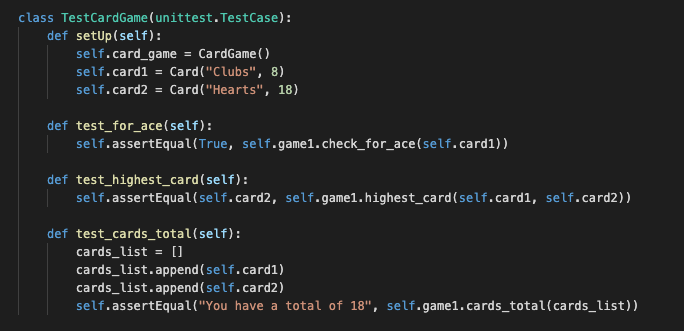 class TestCardGame(unittest.TestCase):
    def setUp(self):
        self.card_game = CardGame()
        self.card1 = Card("Clubs", 8)
        self.card2 = Card("Hearts", 18)

    def test_for_ace(self):
        self.assertEqual(True, self.game1.check_for_ace(self.card1))

    def test_highest_card(self):
        self.assertEqual(self.card2, self.game1.highest_card(self.card1, self.card2))

    def test_cards_total(self):
        cards_list = []
        cards_list.append(self.card1)
        cards_list.append(self.card2)
        self.assertEqual("You have a total of 18", self.game1.cards_total(cards_list))